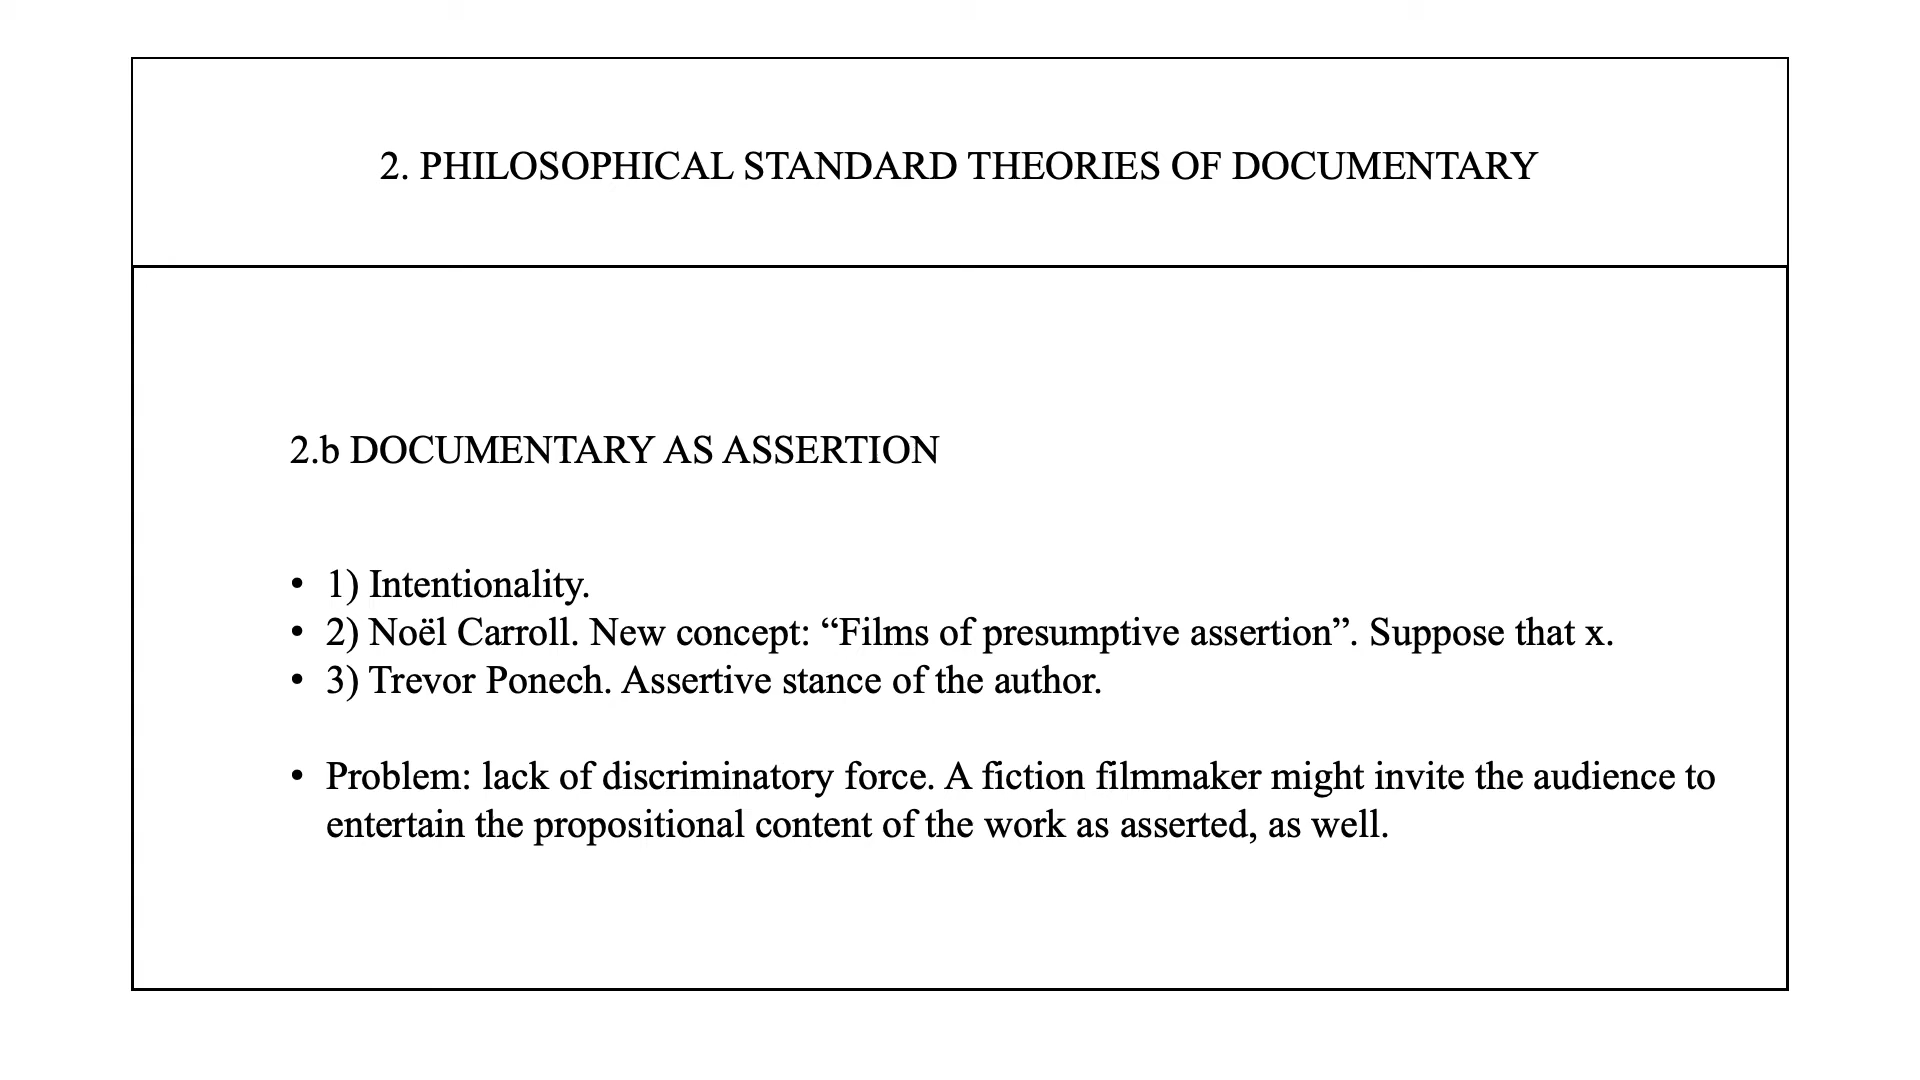 2. PHILOSOPHICAL STANDARD THEORIES OF DOCUMENTARY
2.b DOCUMENTARY AS ASSERTION
• 1) Intentionality.
• 2) Noël Carroll. New concept: “Films of presumptive assertion”. Suppose that x.
• 3) Trevor Ponech. Assertive stance of the author.
• Problem: lack of discriminatory force. A fiction filmmaker might invite the audience to
entertain the propositional content of the work as asserted, as well.